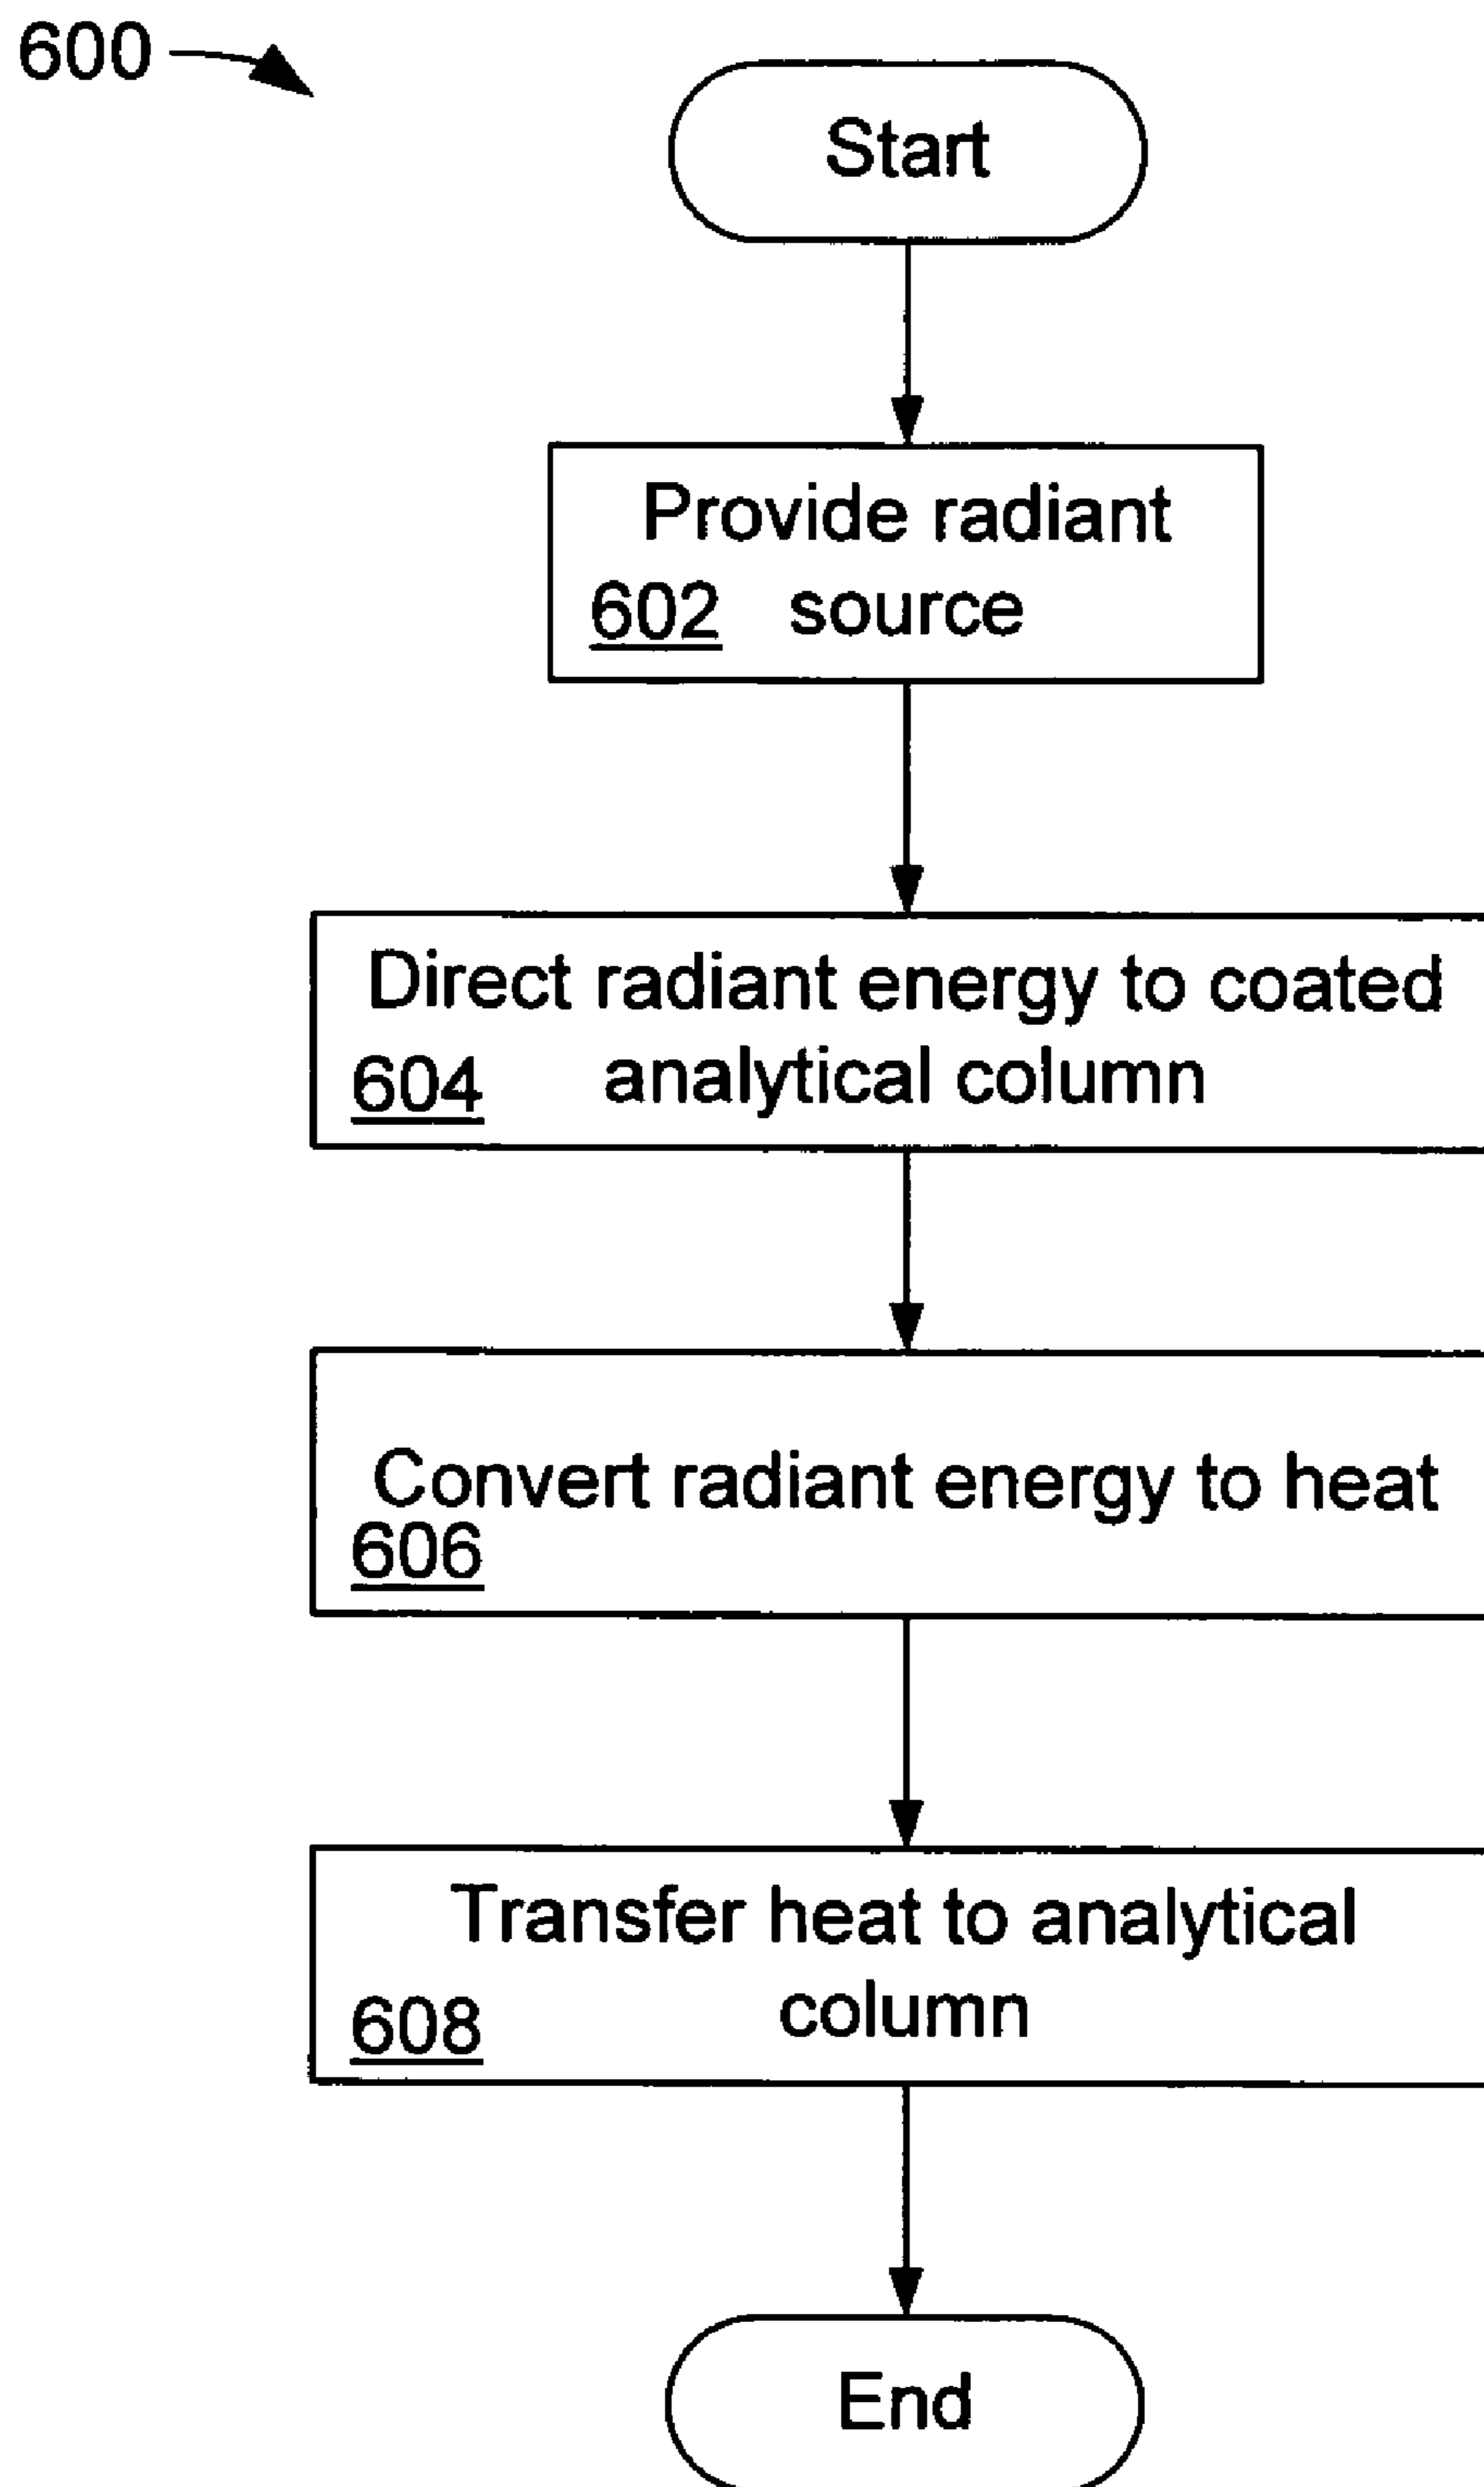 600
Start
Provide radiant
602 source
Direct radiant energy to coated
604 analytical column
Convert radiant energy to heat
606
Transfer heat to analytical
column
608
End